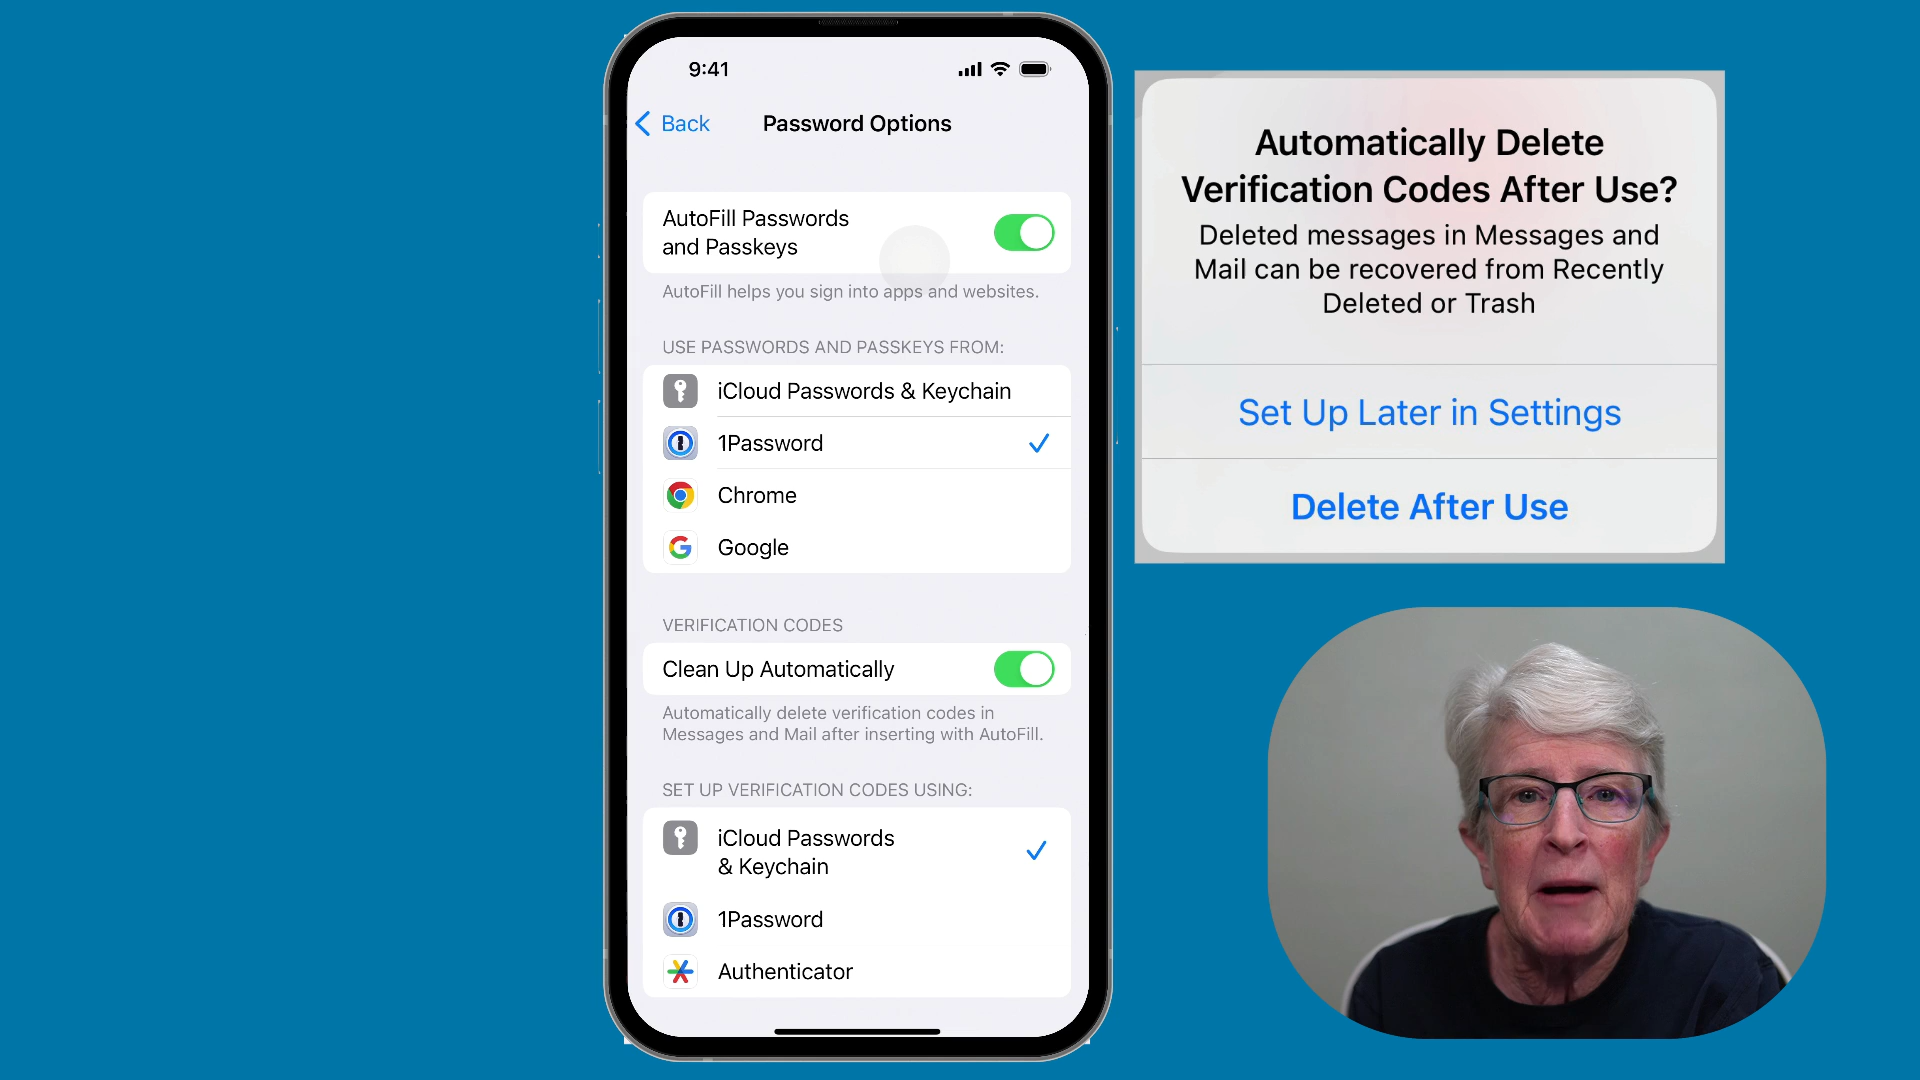 9:41
Back
Password Options
AutoFill Passwords
and Passkeys
AutoFill helps you sign into apps and websites.
USE PASSWORDS AND PASSKEYS FROM:
iCloud Passwords & Keychain
1Password
Chrome
Google
VERIFICATION CODES
Clean Up Automatically
Automatically delete verification codes in
Messages and Mail after inserting with AutoFill.
SET UP VERIFICATION CODES USING:
iCloud Passwords
& Keychain
1Password
Authenticator
Automatically Delete
Verification Codes After Use?
Deleted messages in Messages and
Mail can be recovered from Recently
Deleted or Trash
Set Up Later in Settings
Delete After Use